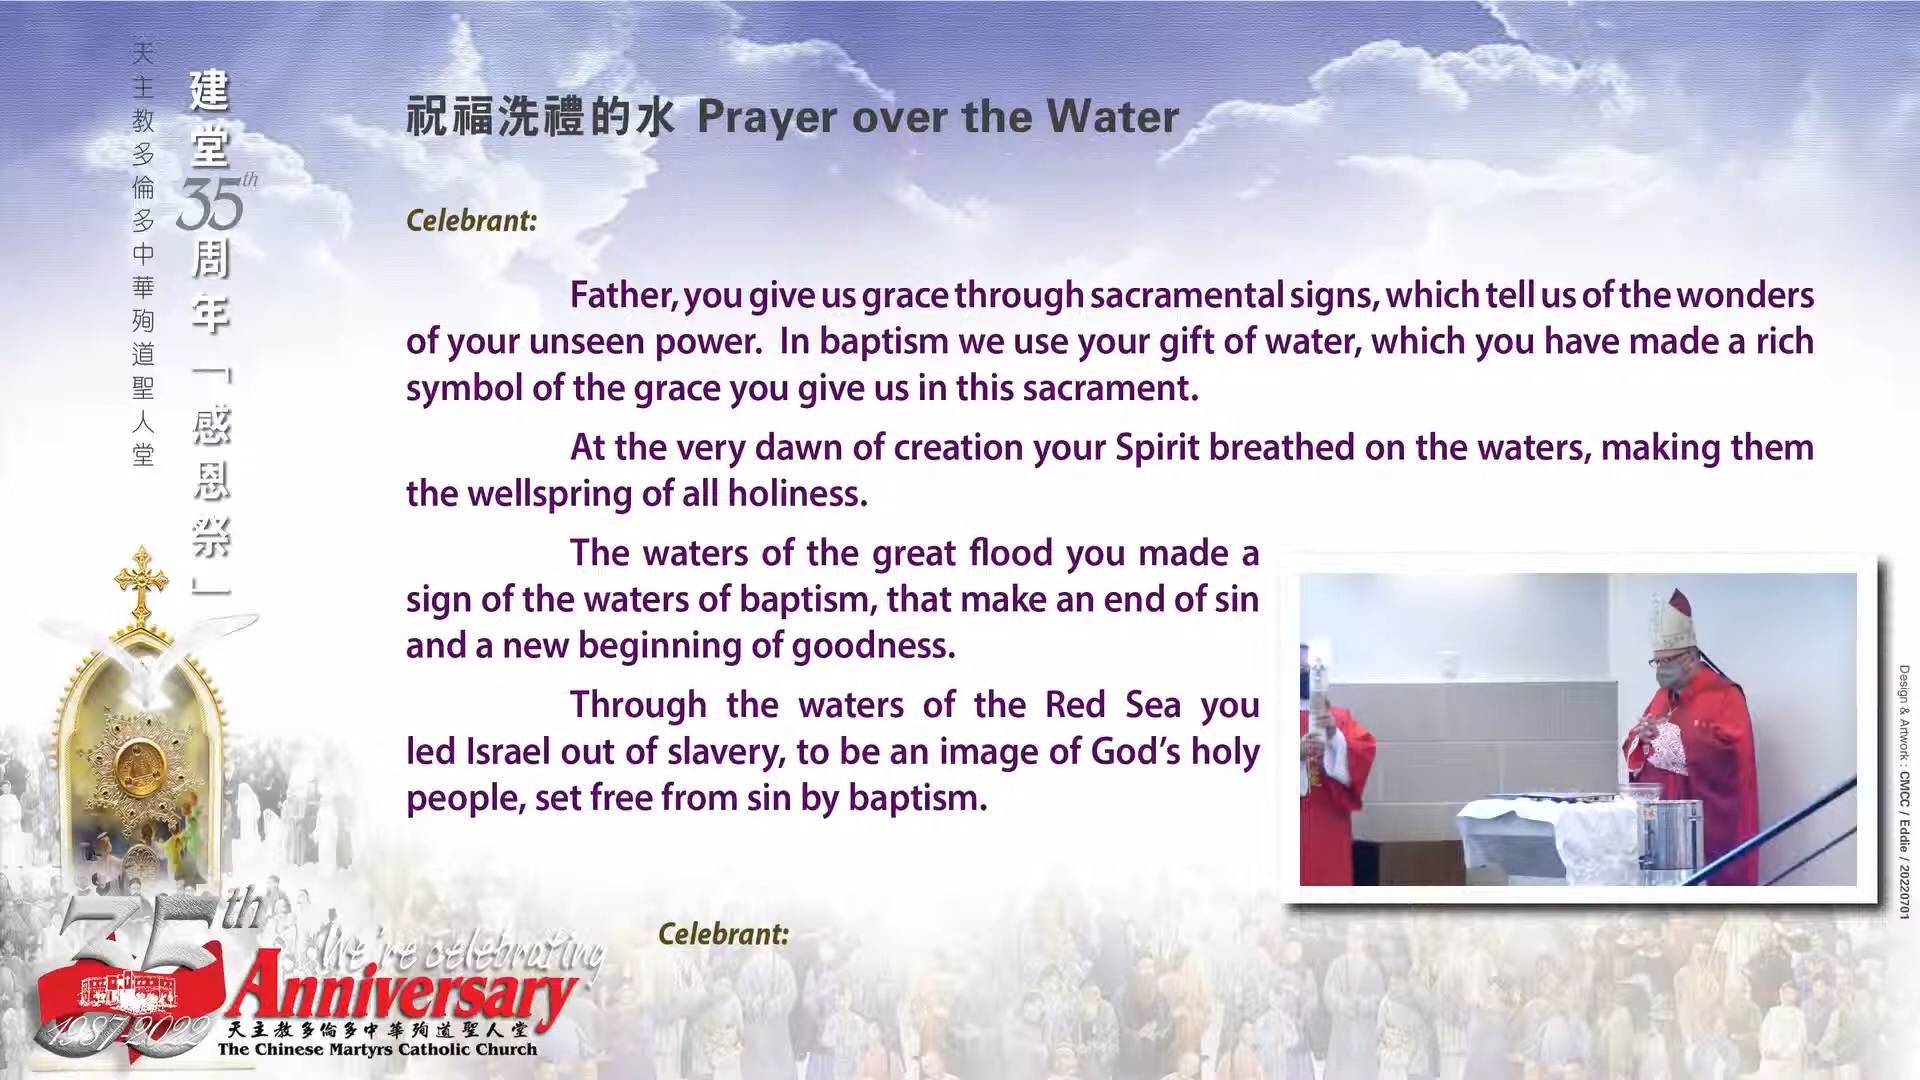 天主教多倫多中華殉道聖人堂
建堂35th周年「感恩祭」
祝福洗禮的水 Prayer over the Water
Celebrant:
Father, you give us grace through sacramental signs, which tell us of the wonders
of your unseen power.  In baptism we use your gift of water, which you have made a rich
symbol of the grace you give us in this sacrament.
At the very dawn of creation your Spirit breathed on the waters, making them
the wellspring of all holiness.
The waters of the great flood you made a
sign of the waters of baptism, that make an end of sin
and a new beginning of goodness.
Through the waters of the Red Sea you
led Israel out of slavery, to be an image of God’s holy
people, set free from sin by baptism.
Celebrant:
35th
We're celebrating
Anniversary
1987-2022
天主教多倫多中華殉道聖人堂
The Chinese Martyrs Catholic Church
Design & Artwork : CMCC / Eddie / 20220701